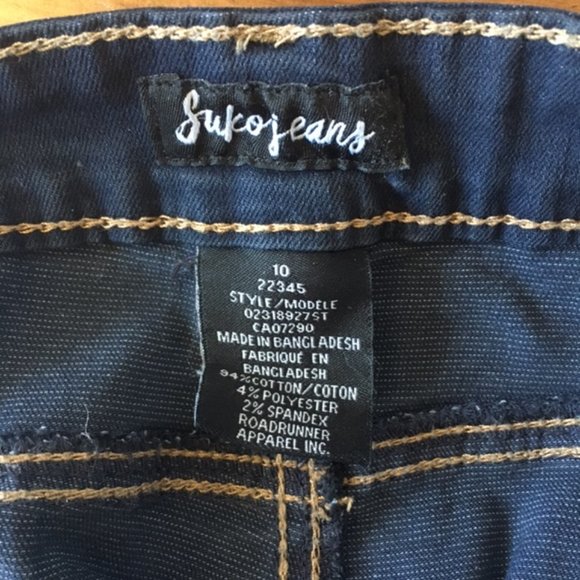 Sukojeans
10
22345
STYLE/MODÈLE
02318927ST
CA07290
MADE IN BANGLADESH
FABRIQUÉ EN
BANGLADESH
94%COTTON/COTON
4% POLYESTER
2% SPANDEX
ROADRUNNER
APPAREL INC.